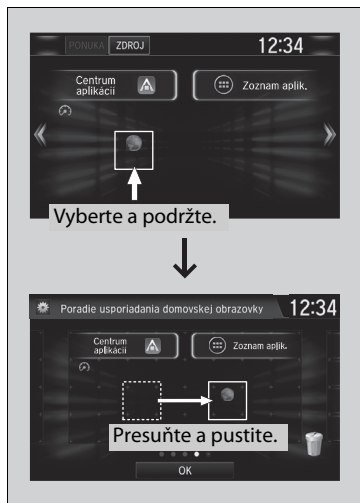 PONUKA ZDROJ 12:34
Centrum
aplikácií
Zoznam aplik.
Vyberte a podržte.
Poradie usporiadania domovskej obrazovky 12:34
Centrum
aplikácií
Zoznam aplik.
Presuňte a pustite.
OK